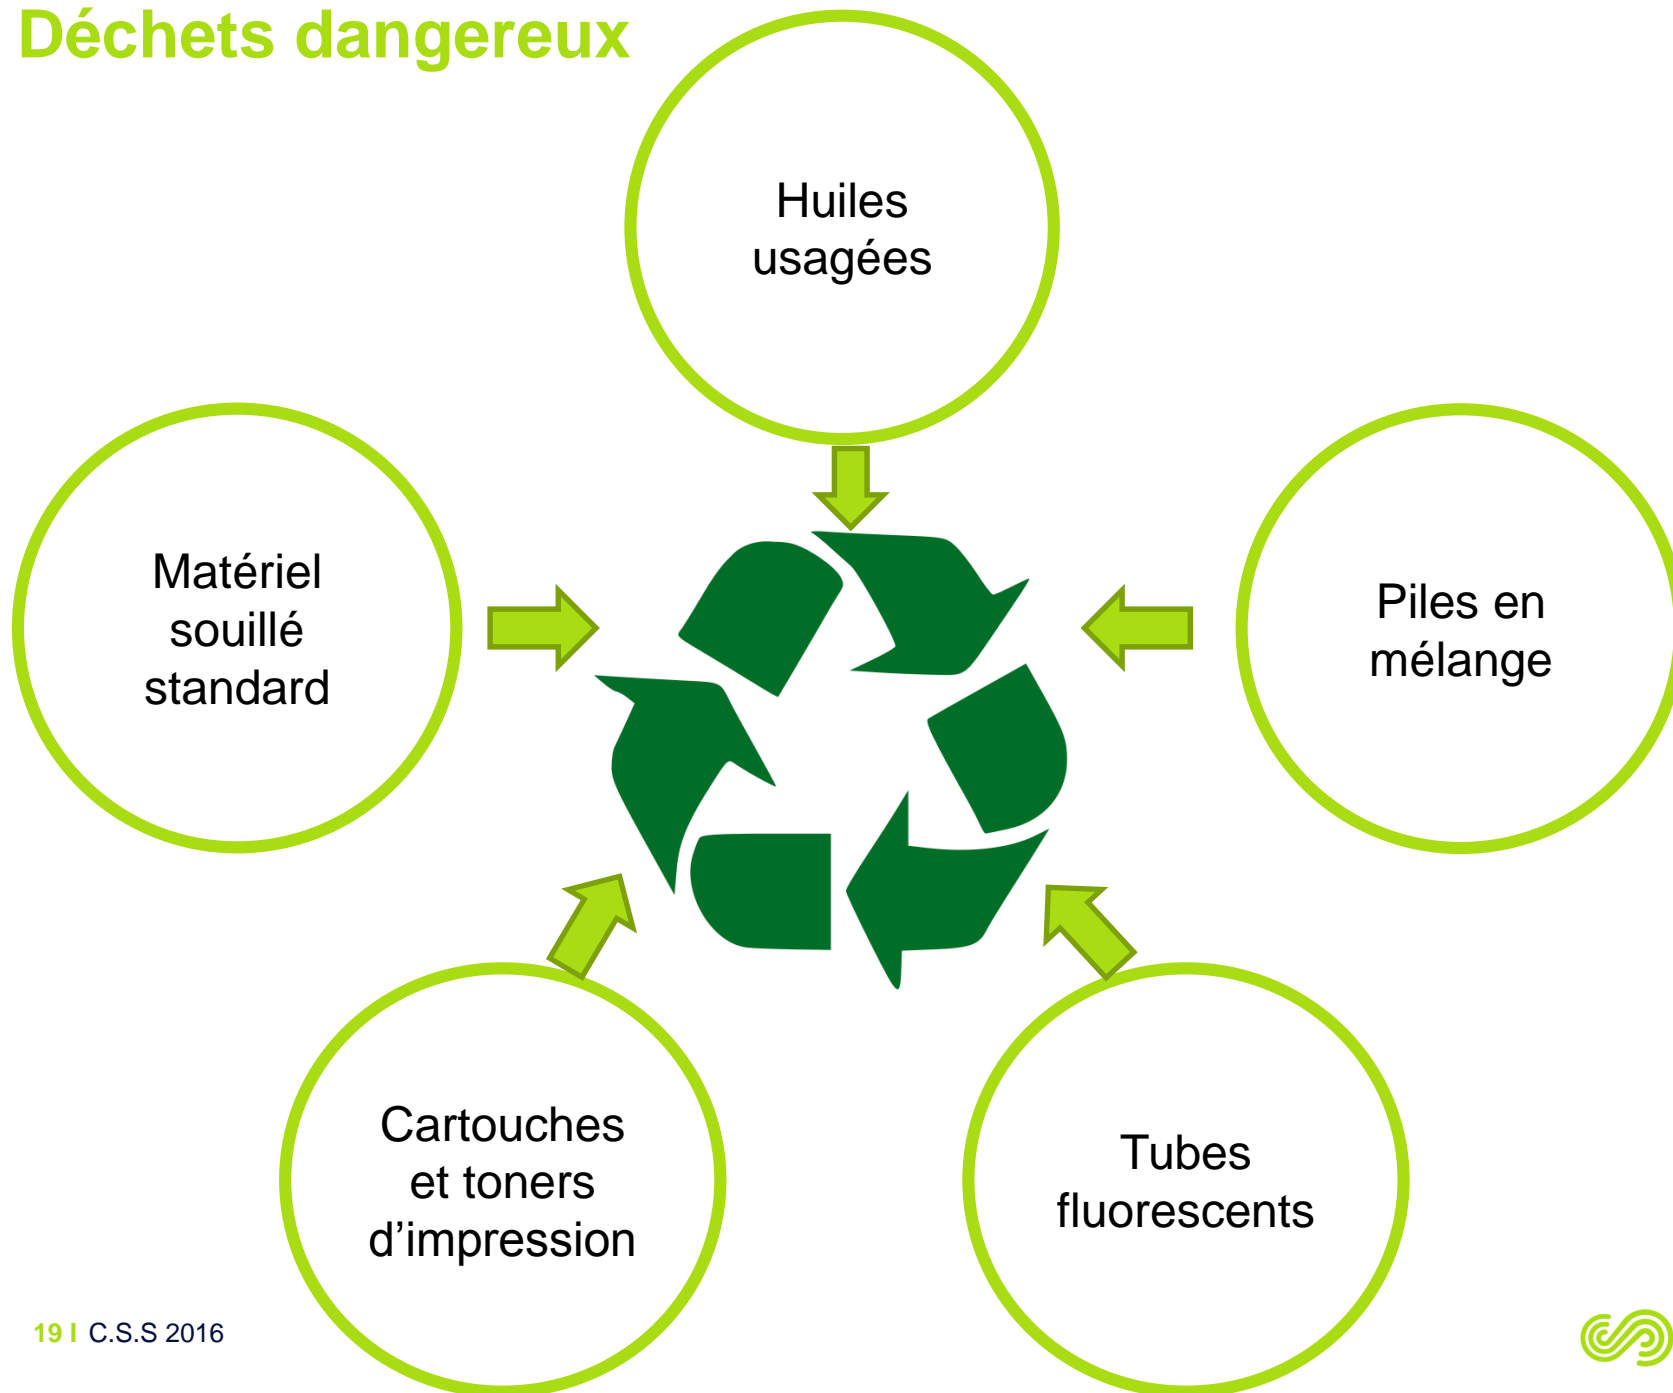 Déchets dangereux
Huiles
usagées
Matériel
souillé
standard
Piles en
mélange
Cartouches
et toners
d’impression
Tubes
fluorescents
19 I C.S.S 2016